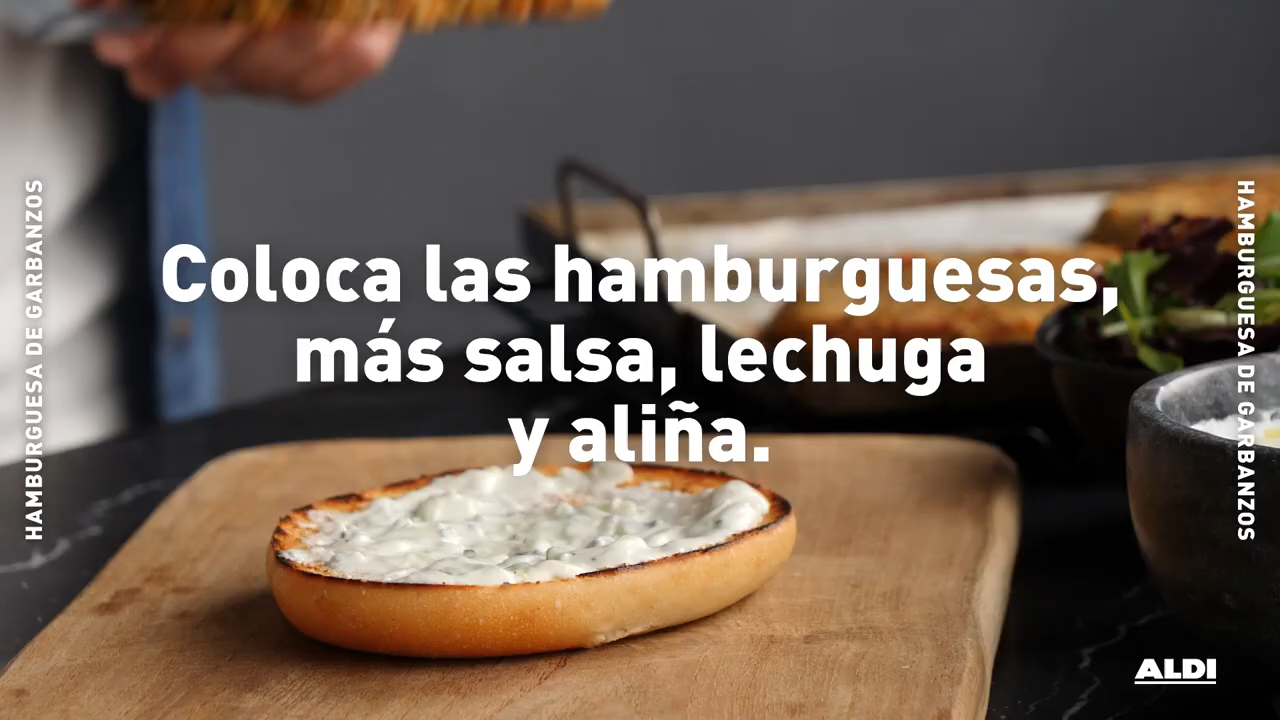 HAMBURGUESA DE GARBANZOS
Coloca las hamburguesas,
más salsa, lechuga
y aliña.
HAMBURGUESA DE GARBANZOS
ALDI